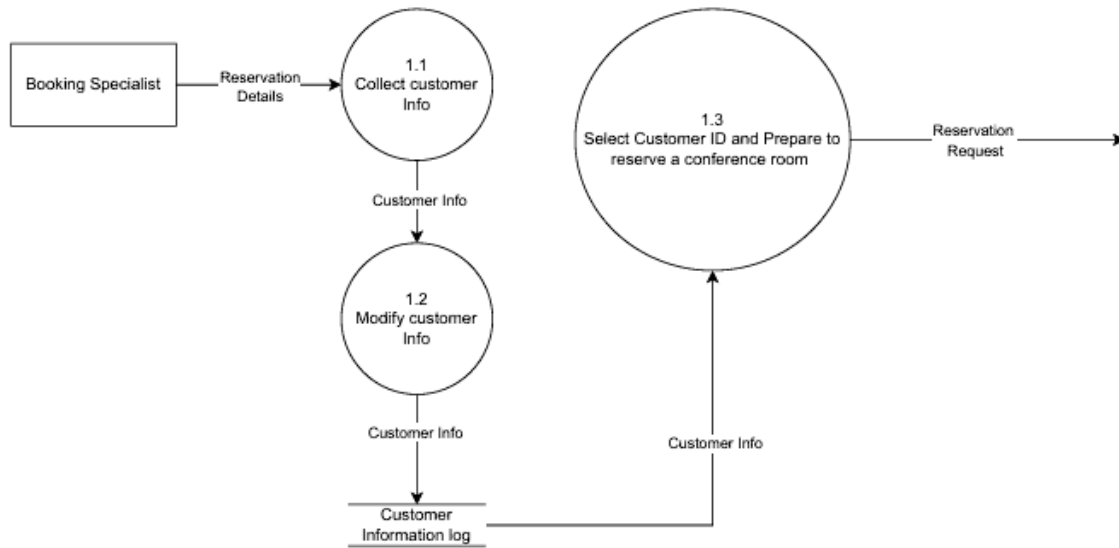 Booking Specialist
Reservation
Details
1.1
Collect customer
Info
Customer Info
1.2
Modify customer
Info
Customer Info
Customer
Information log
Customer Info
1.3
Select Customer ID and Prepare to
reserve a conference room
Reservation
Request